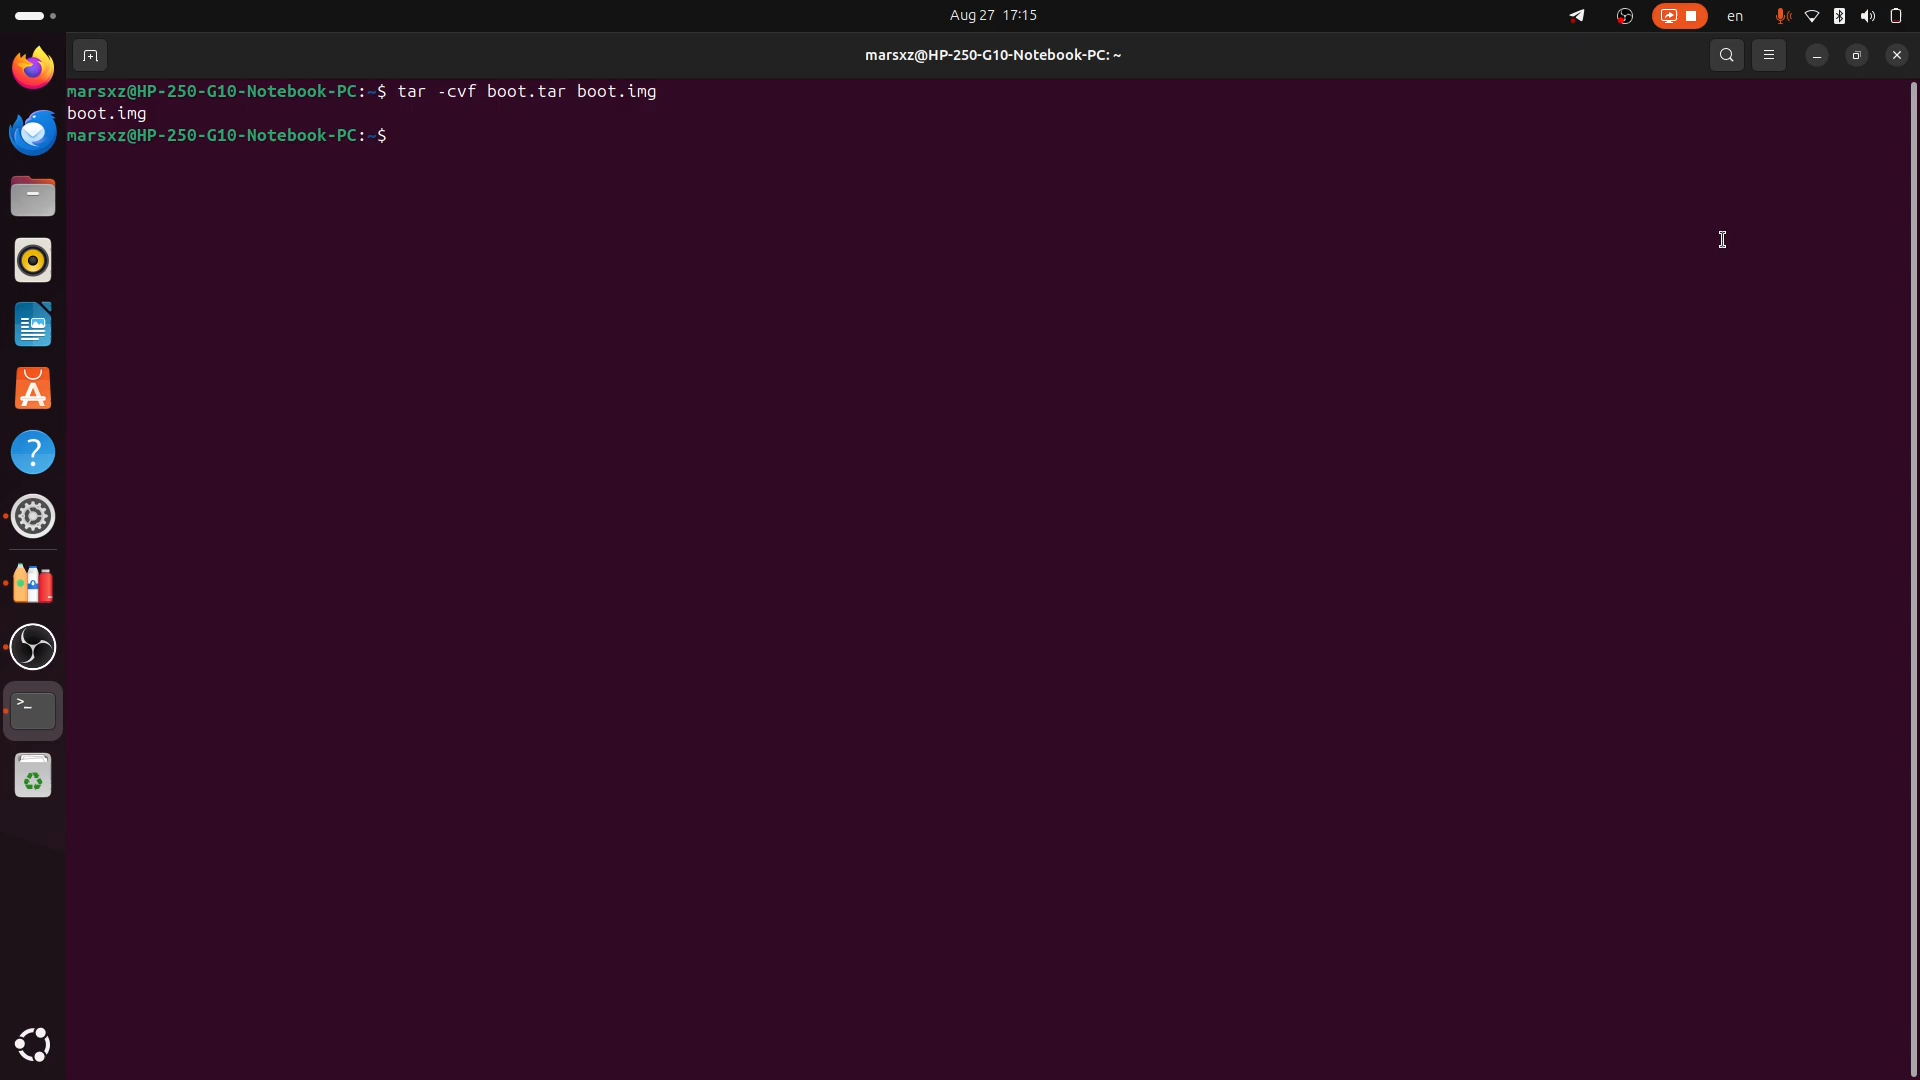 Aug 27 17:15
en
marsxz@HP-250-G10-Notebook-PC: ~
marsxz@HP-250-G10-Notebook-PC:~$ tar -cvf boot.tar boot.img
boot.img
marsxz@HP-250-G10-Notebook-PC:~$